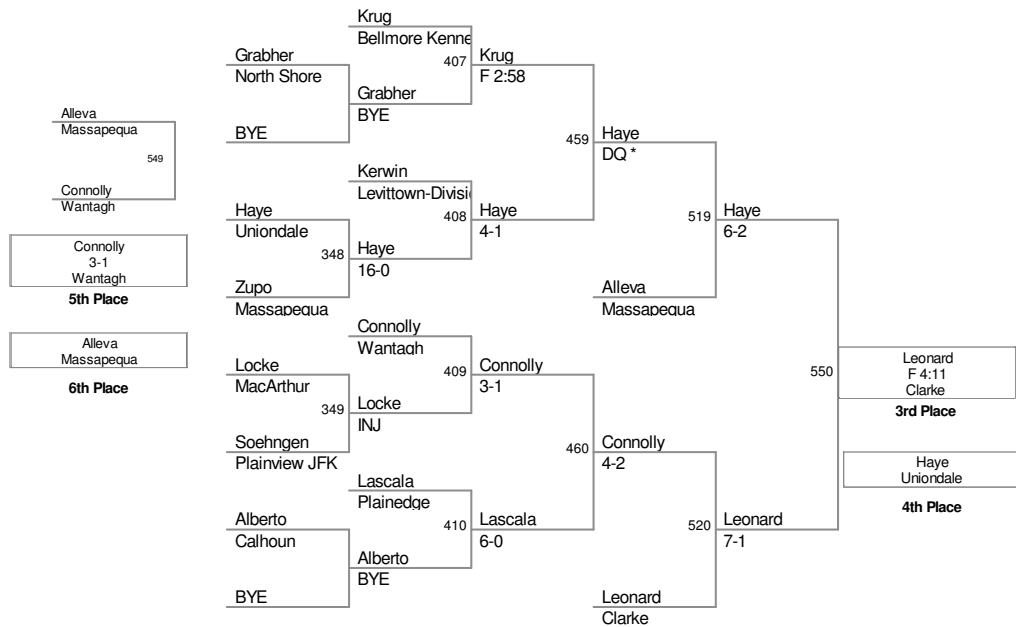 Krug
Bellmore Kenne
Grabher
North Shore
407
Krug
F 2:58
Grabher
BYE
BYE
Alleva
Massapequa
549
Connolly
Wantagh
459
Haye
DQ *
Kerwin
Levittown-Divisi
Haye
Uniondale
408
Haye
4-1
519
Haye
6-2
348
Haye
16-0
Connolly
3-1
Wantagh
5th Place
Zupo
Massapequa
Alleva
Massapequa
Alleva
Massapequa
6th Place
Connolly
Wantagh
Locke
MacArthur
409
Connolly
3-1
550
Leonard
F 4:11
Clarke
3rd Place
349
Locke
INJ
Soehngen
Plainview JFK
460
Connolly
4-2
Haye
Uniondale
4th Place
Lascala
Plainedge
Alberto
Calhoun
410
Lascala
6-0
520
Leonard
7-1
Alberto
BYE
BYE
Leonard
Clarke